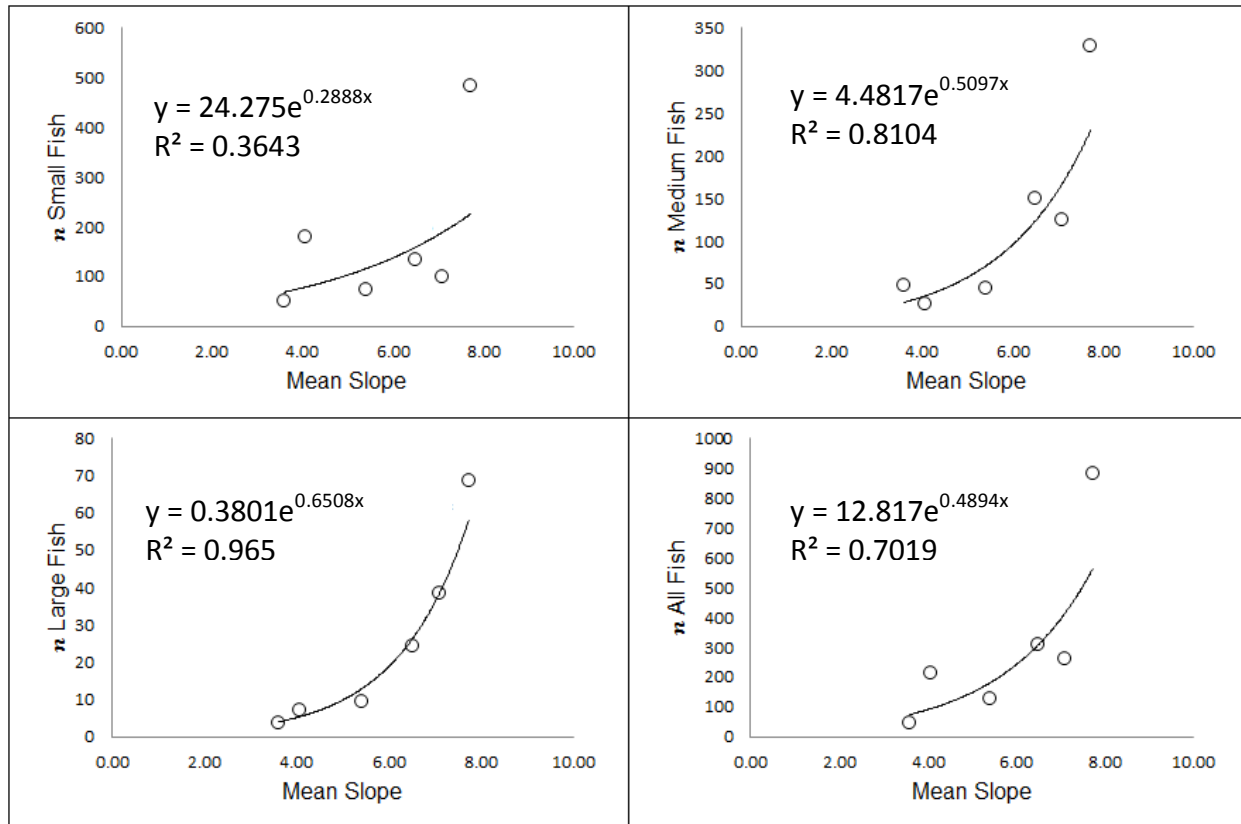 600
500
400
300
200
100
0
n Small Fish
y = 24.275e^0.2888x
R² = 0.3643
0.00 2.00 4.00 6.00 8.00 10.00
Mean Slope
350
300
250
200
150
100
50
0
n Medium Fish
y = 4.4817e^0.5097x
R² = 0.8104
0.00 2.00 4.00 6.00 8.00 10.00
Mean Slope
80
70
60
50
40
30
20
10
0
n Large Fish
y = 0.3801e^0.6508x
R² = 0.965
0.00 2.00 4.00 6.00 8.00 10.00
Mean Slope
1000
900
800
700
600
500
400
300
200
100
0
n All Fish
y = 12.817e^0.4894x
R² = 0.7019
0.00 2.00 4.00 6.00 8.00 10.00
Mean Slope